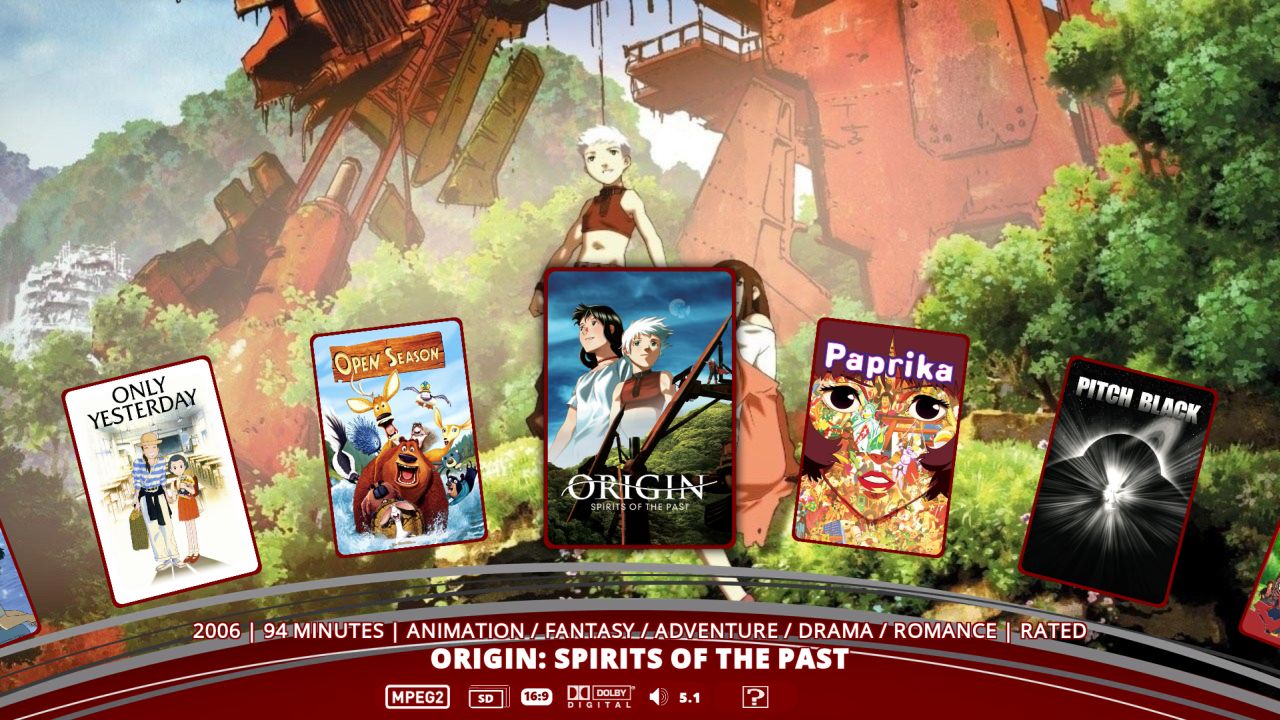 ONLY
YESTERDAY
OPEN SEASON
ORIGIN
SPIRITS OF THE PAST
Paprika
PITCH BLACK
2006 | 94 MINUTES | ANIMATION / FANTASY / ADVENTURE / DRAMA / ROMANCE | RATED
ORIGIN: SPIRITS OF THE PAST
MPEG2 SD 16:9 DOLBY DIGITAL 5.1 ?